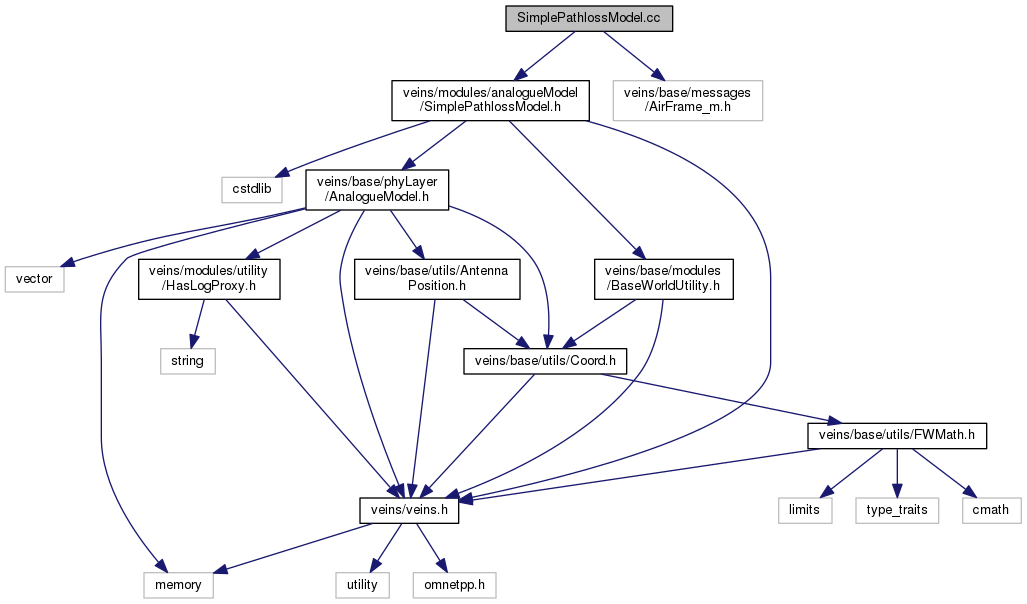 SimplePathlossModel.cc
veins/modules/analogueModel
/SimplePathlossModel.h
veins/base/messages
/AirFrame_m.h
cstdlib
veins/base/phyLayer
/AnalogueModel.h
vector
veins/modules/utility
/HasLogProxy.h
veins/base/utils/Antenna
Position.h
veins/base/modules
/BaseWorldUtility.h
string
veins/base/utils/Coord.h
veins/base/utils/FWMath.h
veins/veins.h
limits
type_traits
cmath
memory
utility
omnetpp.h